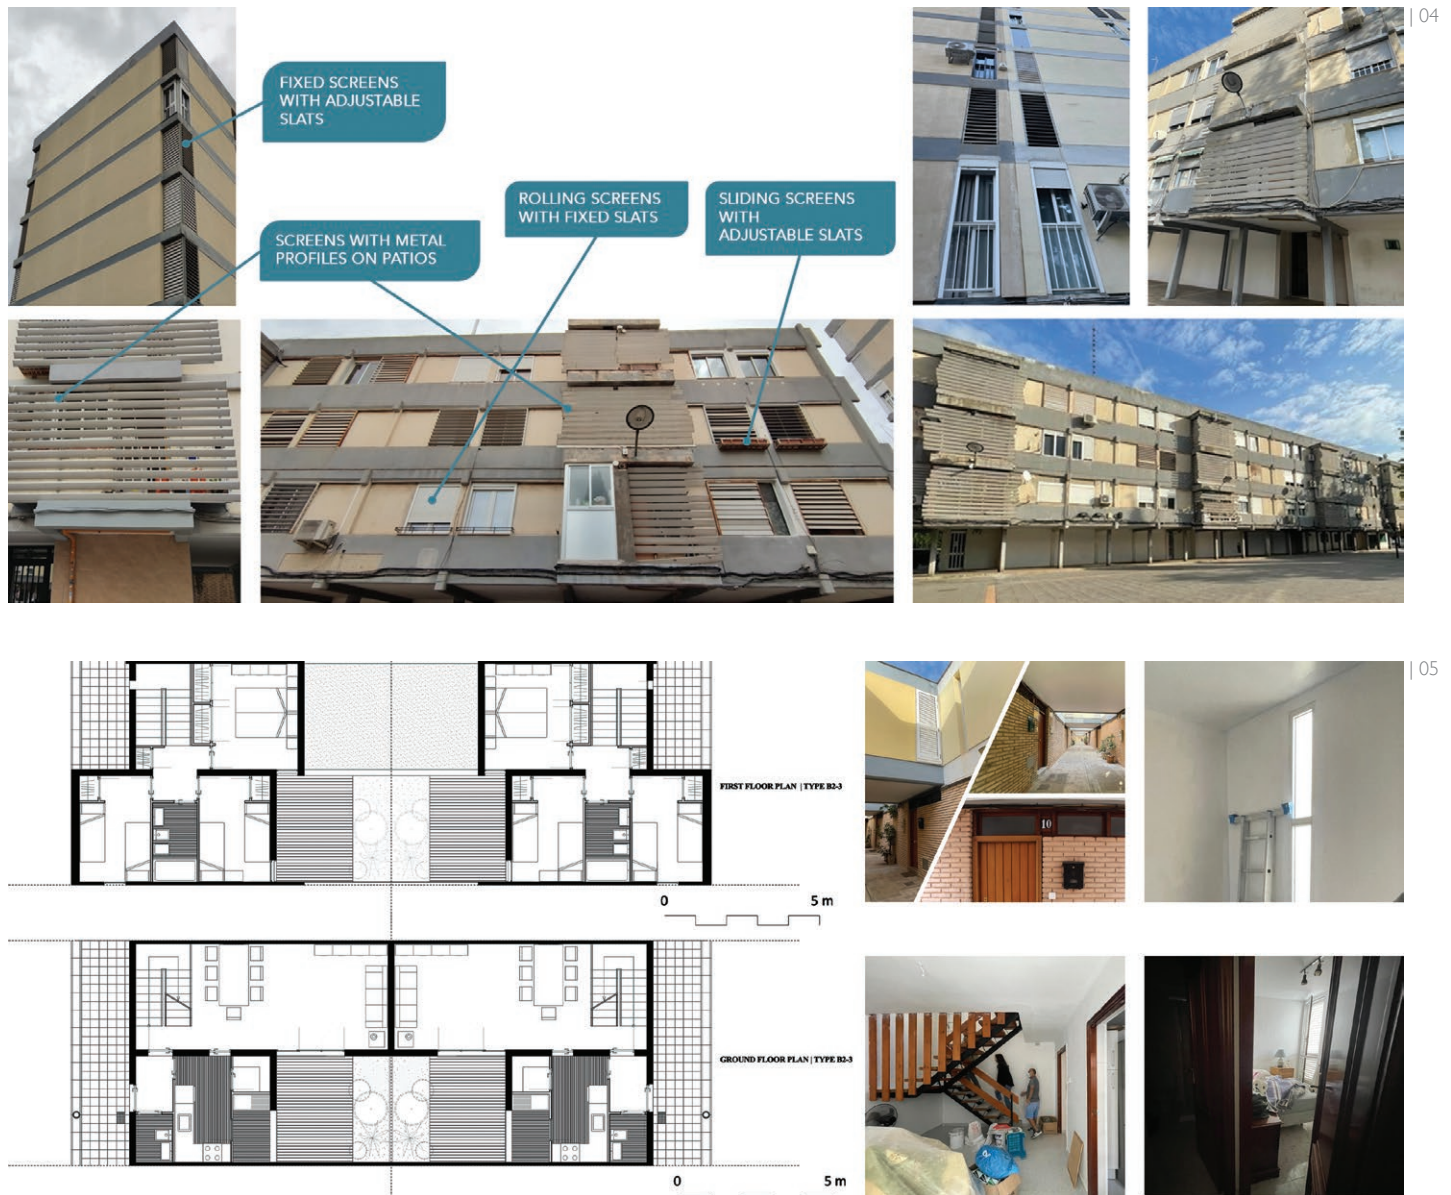 | 04
FIXED SCREENS
WITH ADJUSTABLE
SLATS
ROLLING SCREENS
WITH FIXED SLATS
SLIDING SCREENS
WITH
ADJUSTABLE SLATS
SCREENS WITH METAL
PROFILES ON PATIOS
| 05
FIRST FLOOR PLAN | TYPE B2-3
10
0 5 m
GROUND FLOOR PLAN | TYPE B2-3
0 5 m